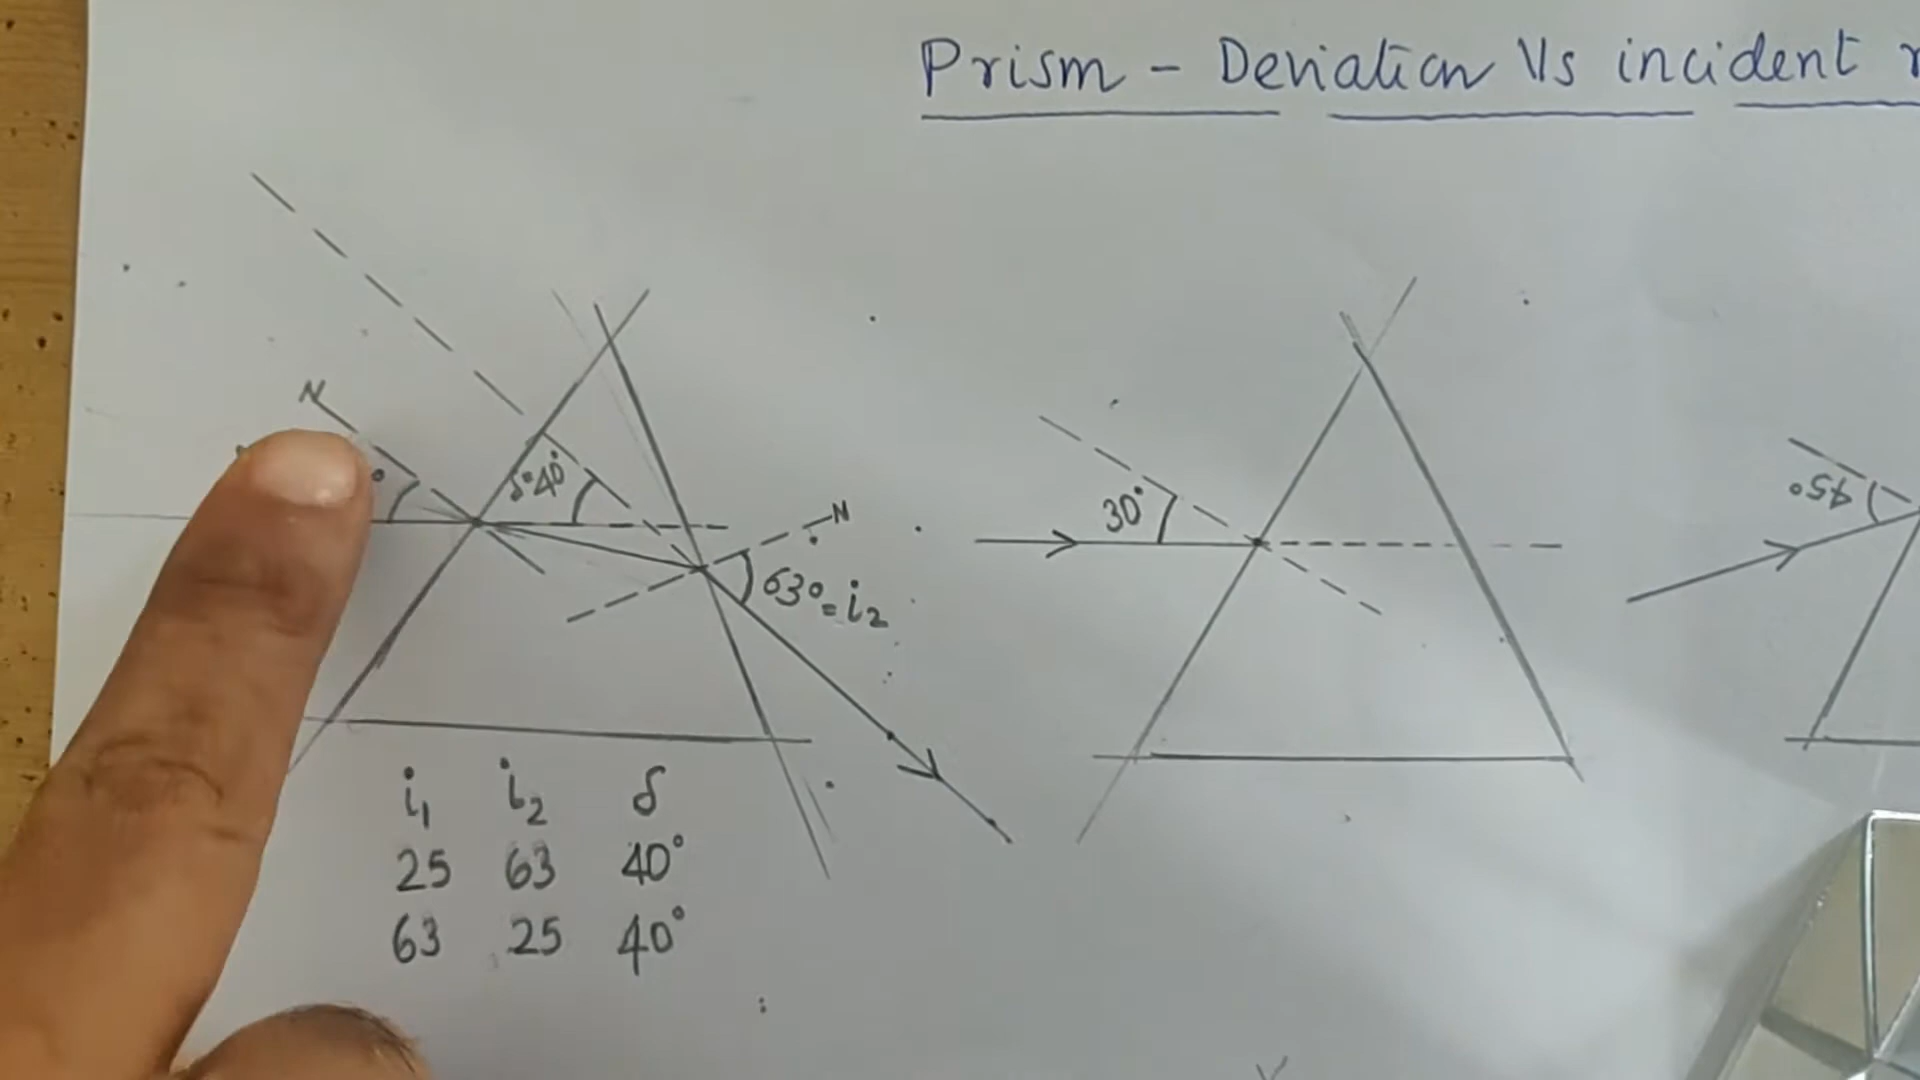 Prism - Deviation Vs incident
N
δ=40°
N
63°=i₂
30°
45°
i₁ i₂ δ
25 63 40°
63 25 40°